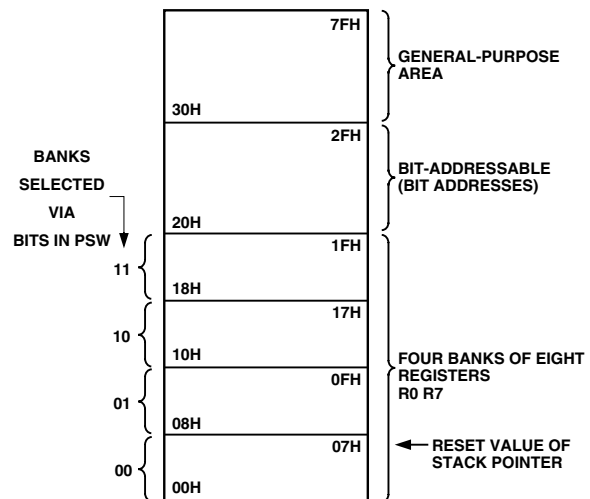 7FH
GENERAL-PURPOSE
AREA
30H
2FH
BANKS
SELECTED
VIA
BITS IN PSW
BIT-ADDRESSABLE
(BIT ADDRESSES)
20H
1FH
11
18H
17H
10
10H
FOUR BANKS OF EIGHT
REGISTERS
R0 R7
0FH
01
08H
07H
RESET VALUE OF
STACK POINTER
00
00H